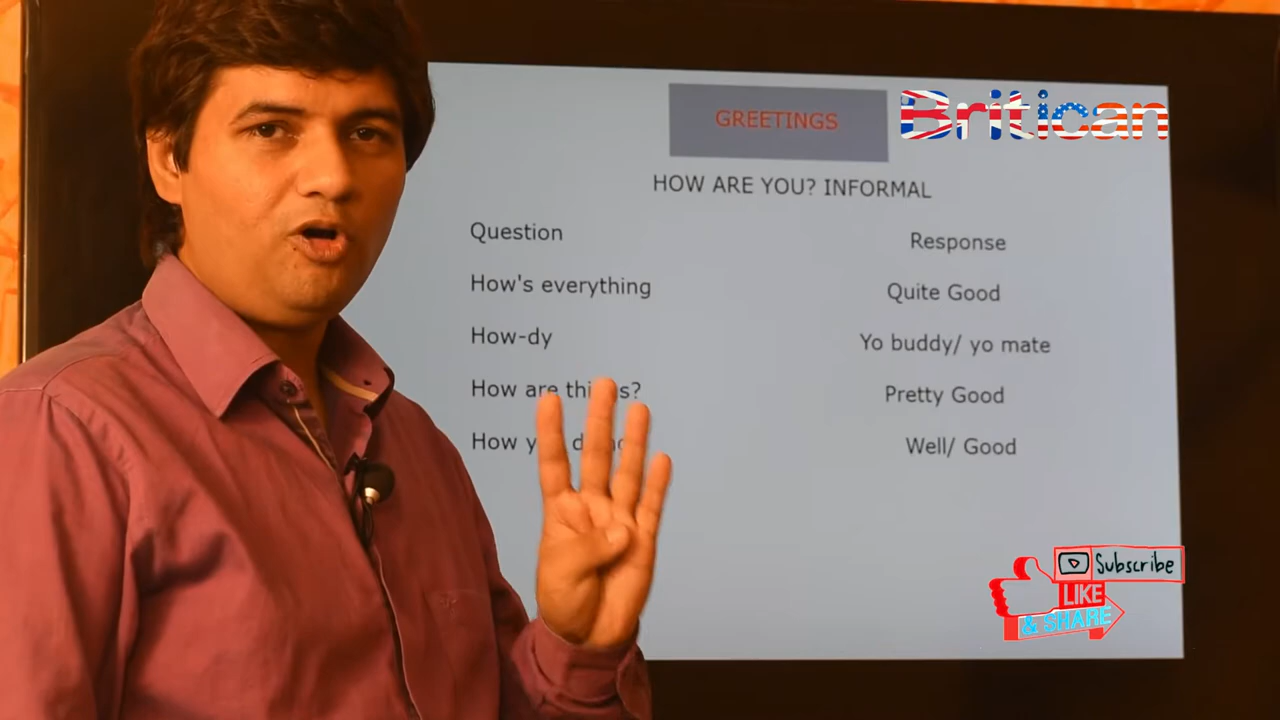 GREETINGS
Britican
HOW ARE YOU? INFORMAL
Question Response
How's everything Quite Good
How-dy Yo buddy/ yo mate
How are things? Pretty Good
How Well/ Good
Subscribe
LIKE
& SHARE